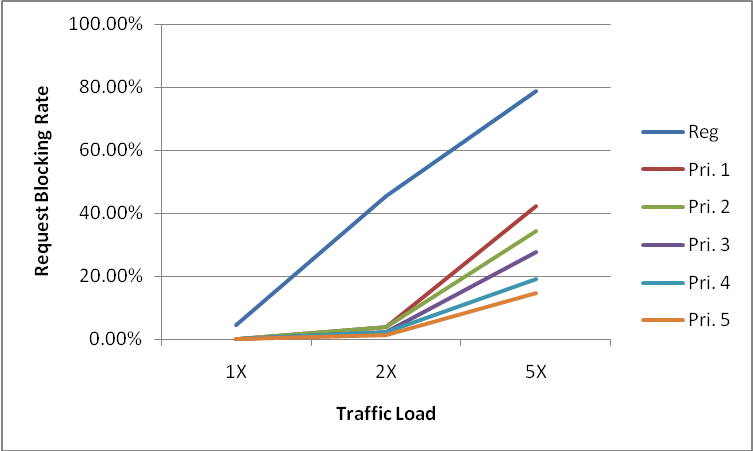 100.00%
80.00%
60.00%
40.00%
20.00%
0.00%
Request Blocking Rate
1X
2X
5X
Traffic Load
Reg
Pri. 1
Pri. 2
Pri. 3
Pri. 4
Pri. 5